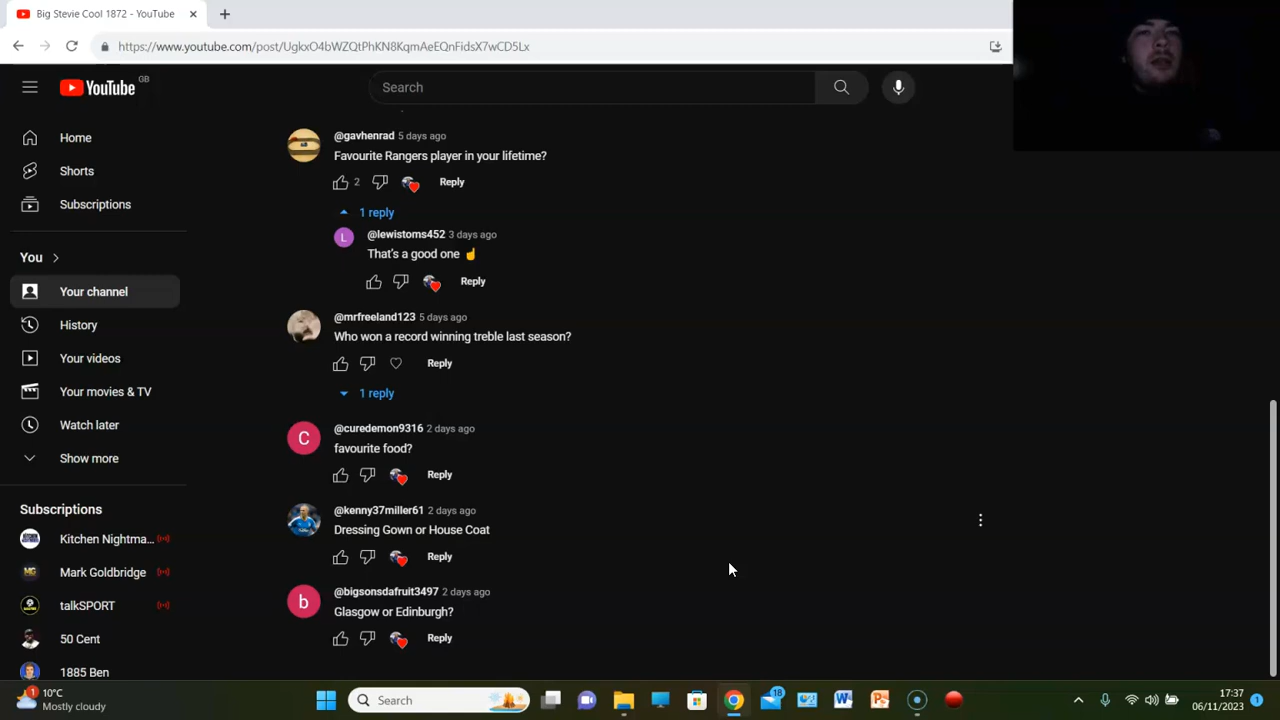 Big Stevie Cool 1872 - YouTube
https://www.youtube.com/post/UgkxO4bWZQtPhKN8KqmAeEQnFidsX7wCD5Lx
YouTube GB
Search
Home
Shorts
Subscriptions
You
Your channel
History
Your videos
Your movies & TV
Watch later
Show more
Subscriptions
Kitchen Nightma...
Mark Goldbridge
talkSPORT
50 Cent
1885 Ben
@gavhenrad 5 days ago
Favourite Rangers player in your lifetime?
2 Reply
1 reply
L @lewistoms452 3 days ago
That's a good one ☝
Reply
@mrfreeland123 5 days ago
Who won a record winning treble last season?
Reply
1 reply
C @curedemon9316 2 days ago
favourite food?
Reply
@kenny37miller61 2 days ago
Dressing Gown or House Coat
Reply
b @bigsonsdafruit3497 2 days ago
Glasgow or Edinburgh?
Reply
1 10°C
Mostly cloudy
Search
18
17:37
06/11/2023
1